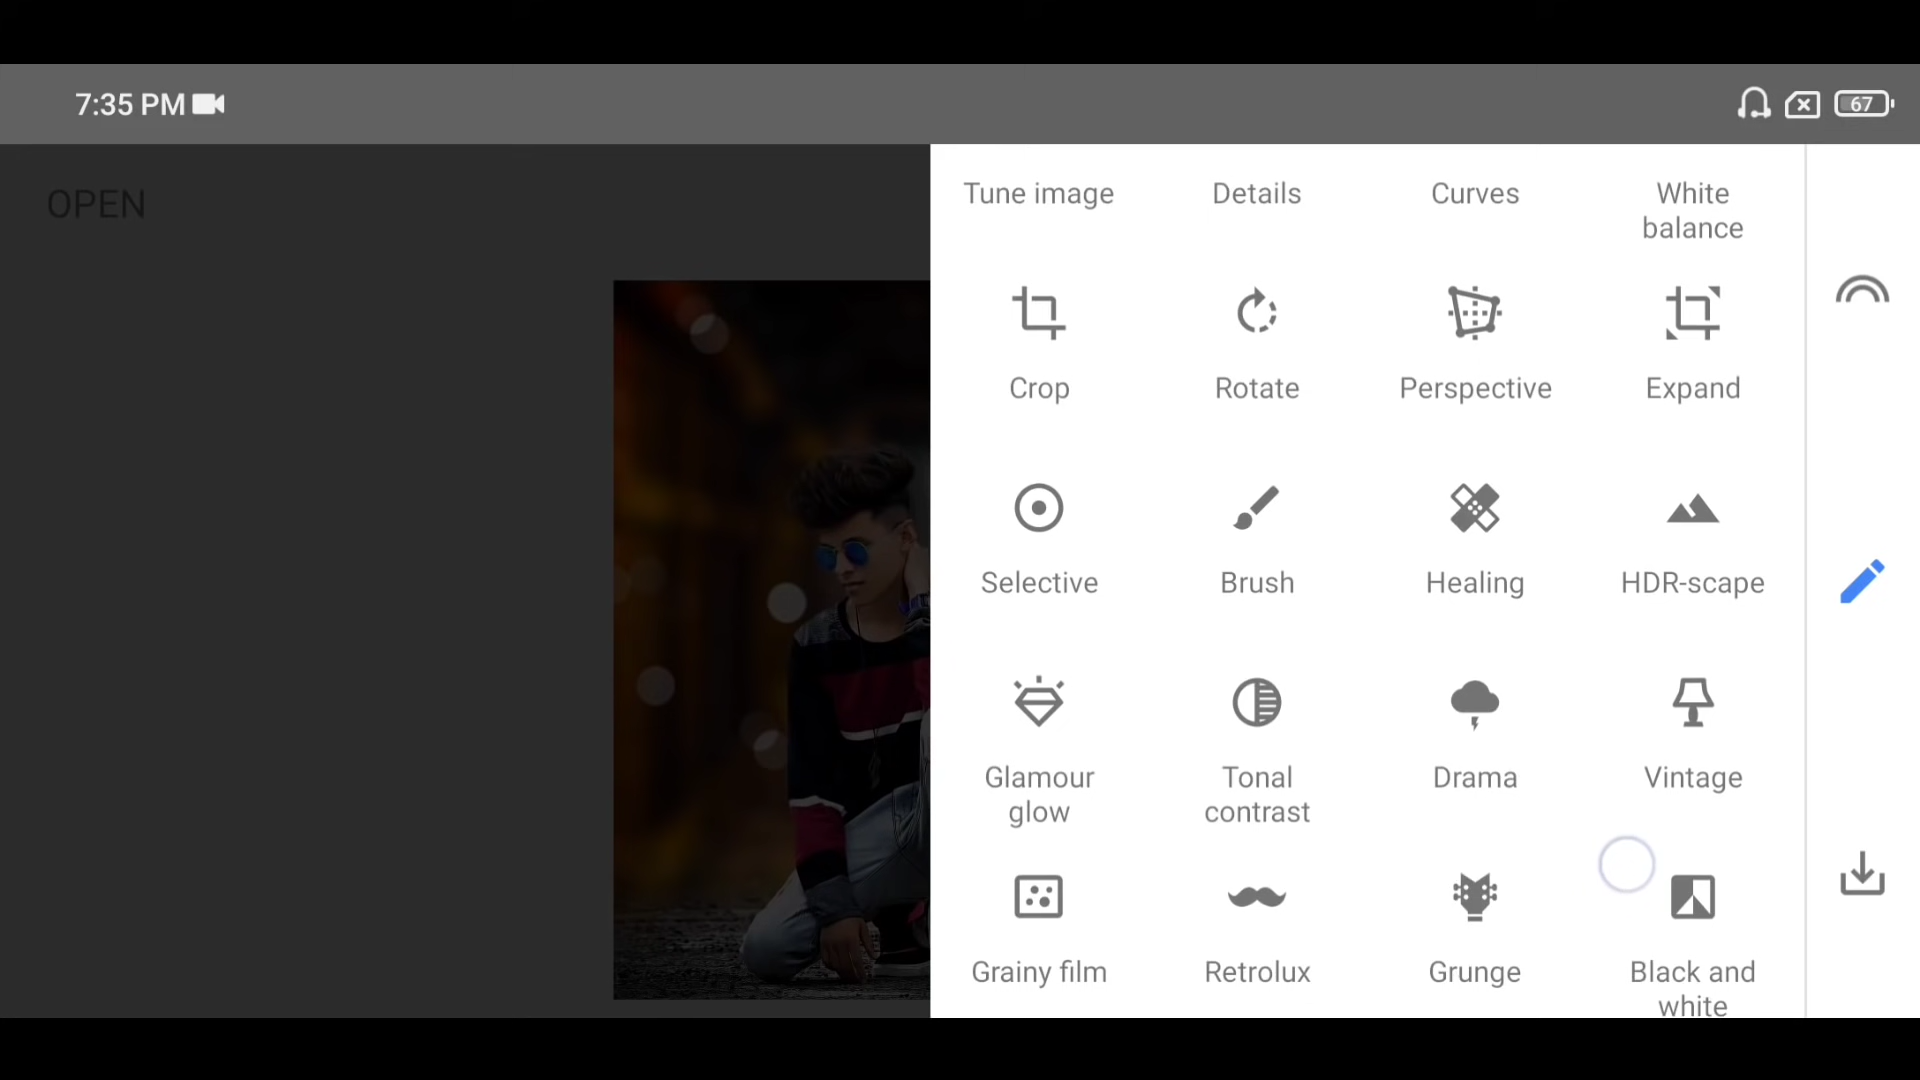 7:35 PM
67
OPEN
Tune image
Details
Curves
White
balance
Crop
Rotate
Perspective
Expand
Selective
Brush
Healing
HDR-scape
Glamour
glow
Tonal
contrast
Drama
Vintage
Grainy film
Retrolux
Grunge
Black and
white